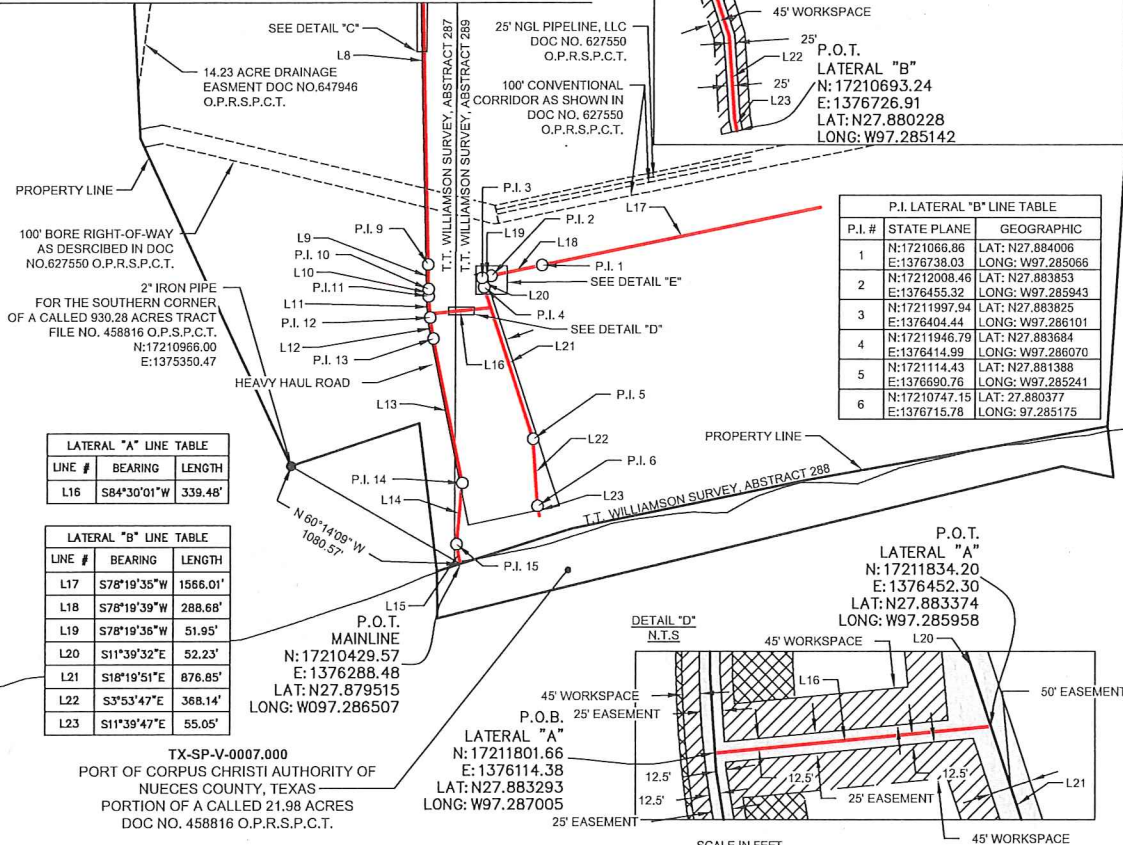 SEE DETAIL "C"
L8
14.23 ACRE DRAINAGE
EASMENT DOC NO.647946
O.P.R.S.P.C.T.
T.T. WILLIAMSON SURVEY, ABSTRACT 287
T.T. WILLIAMSON SURVEY, ABSTRACT 289
25' NGL PIPELINE, LLC
DOC NO. 627550
O.P.R.S.P.C.T.
100' CONVENTIONAL
CORRIDOR AS SHOWN IN
DOC NO. 627550
O.P.R.S.P.C.T.
45' WORKSPACE
25'
L22
25'
L23
P.O.T.
LATERAL "B"
N: 17210693.24
E: 1376726.91
LAT: N27.880228
LONG: W97.285142
PROPERTY LINE
100' BORE RIGHT-OF-WAY
AS DESRCIBED IN DOC
NO.627550 O.P.R.S.P.C.T.
2" IRON PIPE
FOR THE SOUTHERN CORNER
OF A CALLED 930.28 ACRES TRACT
FILE NO. 458816 O.P.S.P.C.T.
N:17210966.00
E:1375350.47
HEAVY HAUL ROAD
P.I. 9
L9
P.I. 10
L10
P.I.11
L11
P.I. 12
L12
P.I. 13
L13
P.I. 3
P.I. 2
L19
L18
L17
P.I. 1
SEE DETAIL "E"
L20
P.I. 4
SEE DETAIL "D"
L21
L16
P.I. 5
L22
P.I. 6
L23
P.I. 14
L14
P.I. 15
L15
P.I. LATERAL "B" LINE TABLE
P.I. # STATE PLANE GEOGRAPHIC
1 N:1721066.86 LAT: N27.884006
E:1376738.03 LONG: W97.285066
2 N:17212008.46 LAT: N27.883853
E:1376455.32 LONG: W97.285943
3 N:17211997.94 LAT: N27.883825
E:1376404.44 LONG: W97.286101
4 N:17211946.79 LAT: N27.883684
E:1376414.99 LONG: W97.286070
5 N:1721114.43 LAT: N27.881388
E:1376690.76 LONG: W97.285241
6 N:17210747.15 LAT: 27.880377
E:1376715.78 LONG: 97.285175
PROPERTY LINE
T.T. WILLIAMSON SURVEY, ABSTRACT 288
LATERAL "A" LINE TABLE
LINE # BEARING LENGTH
L16 S84°30'01"W 339.48'
N 60°14'09" W
1080.57'
LATERAL "B" LINE TABLE
LINE # BEARING LENGTH
L17 S78°19'35"W 1566.01'
L18 S78°19'39"W 288.68'
L19 S78°19'36"W 51.95'
L20 S11°39'32"E 52.23'
L21 S18°19'51"E 876.85'
L22 S3°53'47"E 368.14'
L23 S11°39'47"E 55.05'
P.O.T.
MAINLINE
N: 17210429.57
E: 1376288.48
LAT: N27.879515
LONG: W097.286507
TX-SP-V-0007.000
PORT OF CORPUS CHRISTI AUTHORITY OF
NUECES COUNTY, TEXAS
PORTION OF A CALLED 21.98 ACRES
DOC NO. 458816 O.P.R.S.P.C.T.
P.O.T.
LATERAL "A"
N: 17211834.20
E: 1376452.30
LAT: N27.883374
LONG: W97.285958
DETAIL "D"
N.T.S
45' WORKSPACE
L20
L16
45' WORKSPACE
25' EASEMENT
50' EASEMENT
P.O.B.
LATERAL "A"
N: 17211801.66
E: 1376114.38
LAT: N27.883293
LONG: W97.287005
12.5'
12.5'
25' EASEMENT
12.5'
12.5'
25' EASEMENT
L21
45' WORKSPACE
SCALE IN FEET